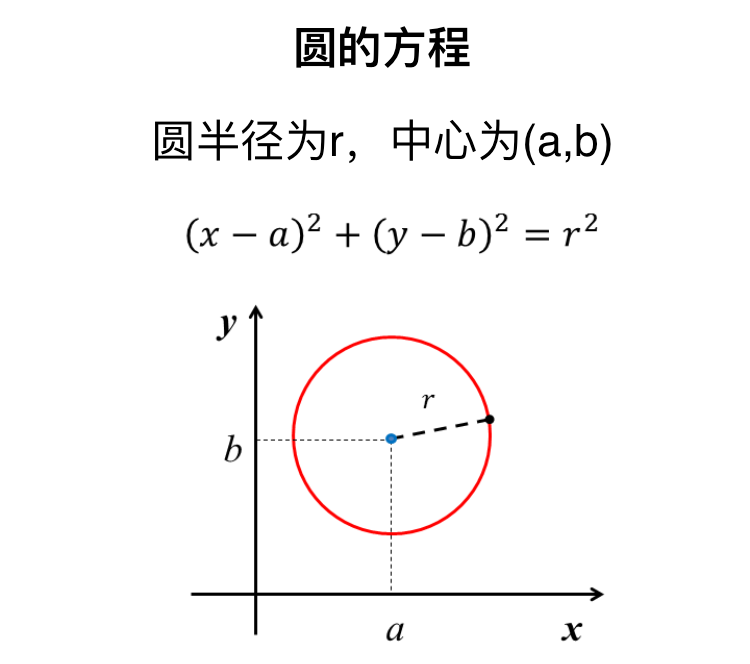 圆的方程
圆半径为r，中心为(a,b)
(x − a)² + (y − b)² = r²
y
r
b
a
x